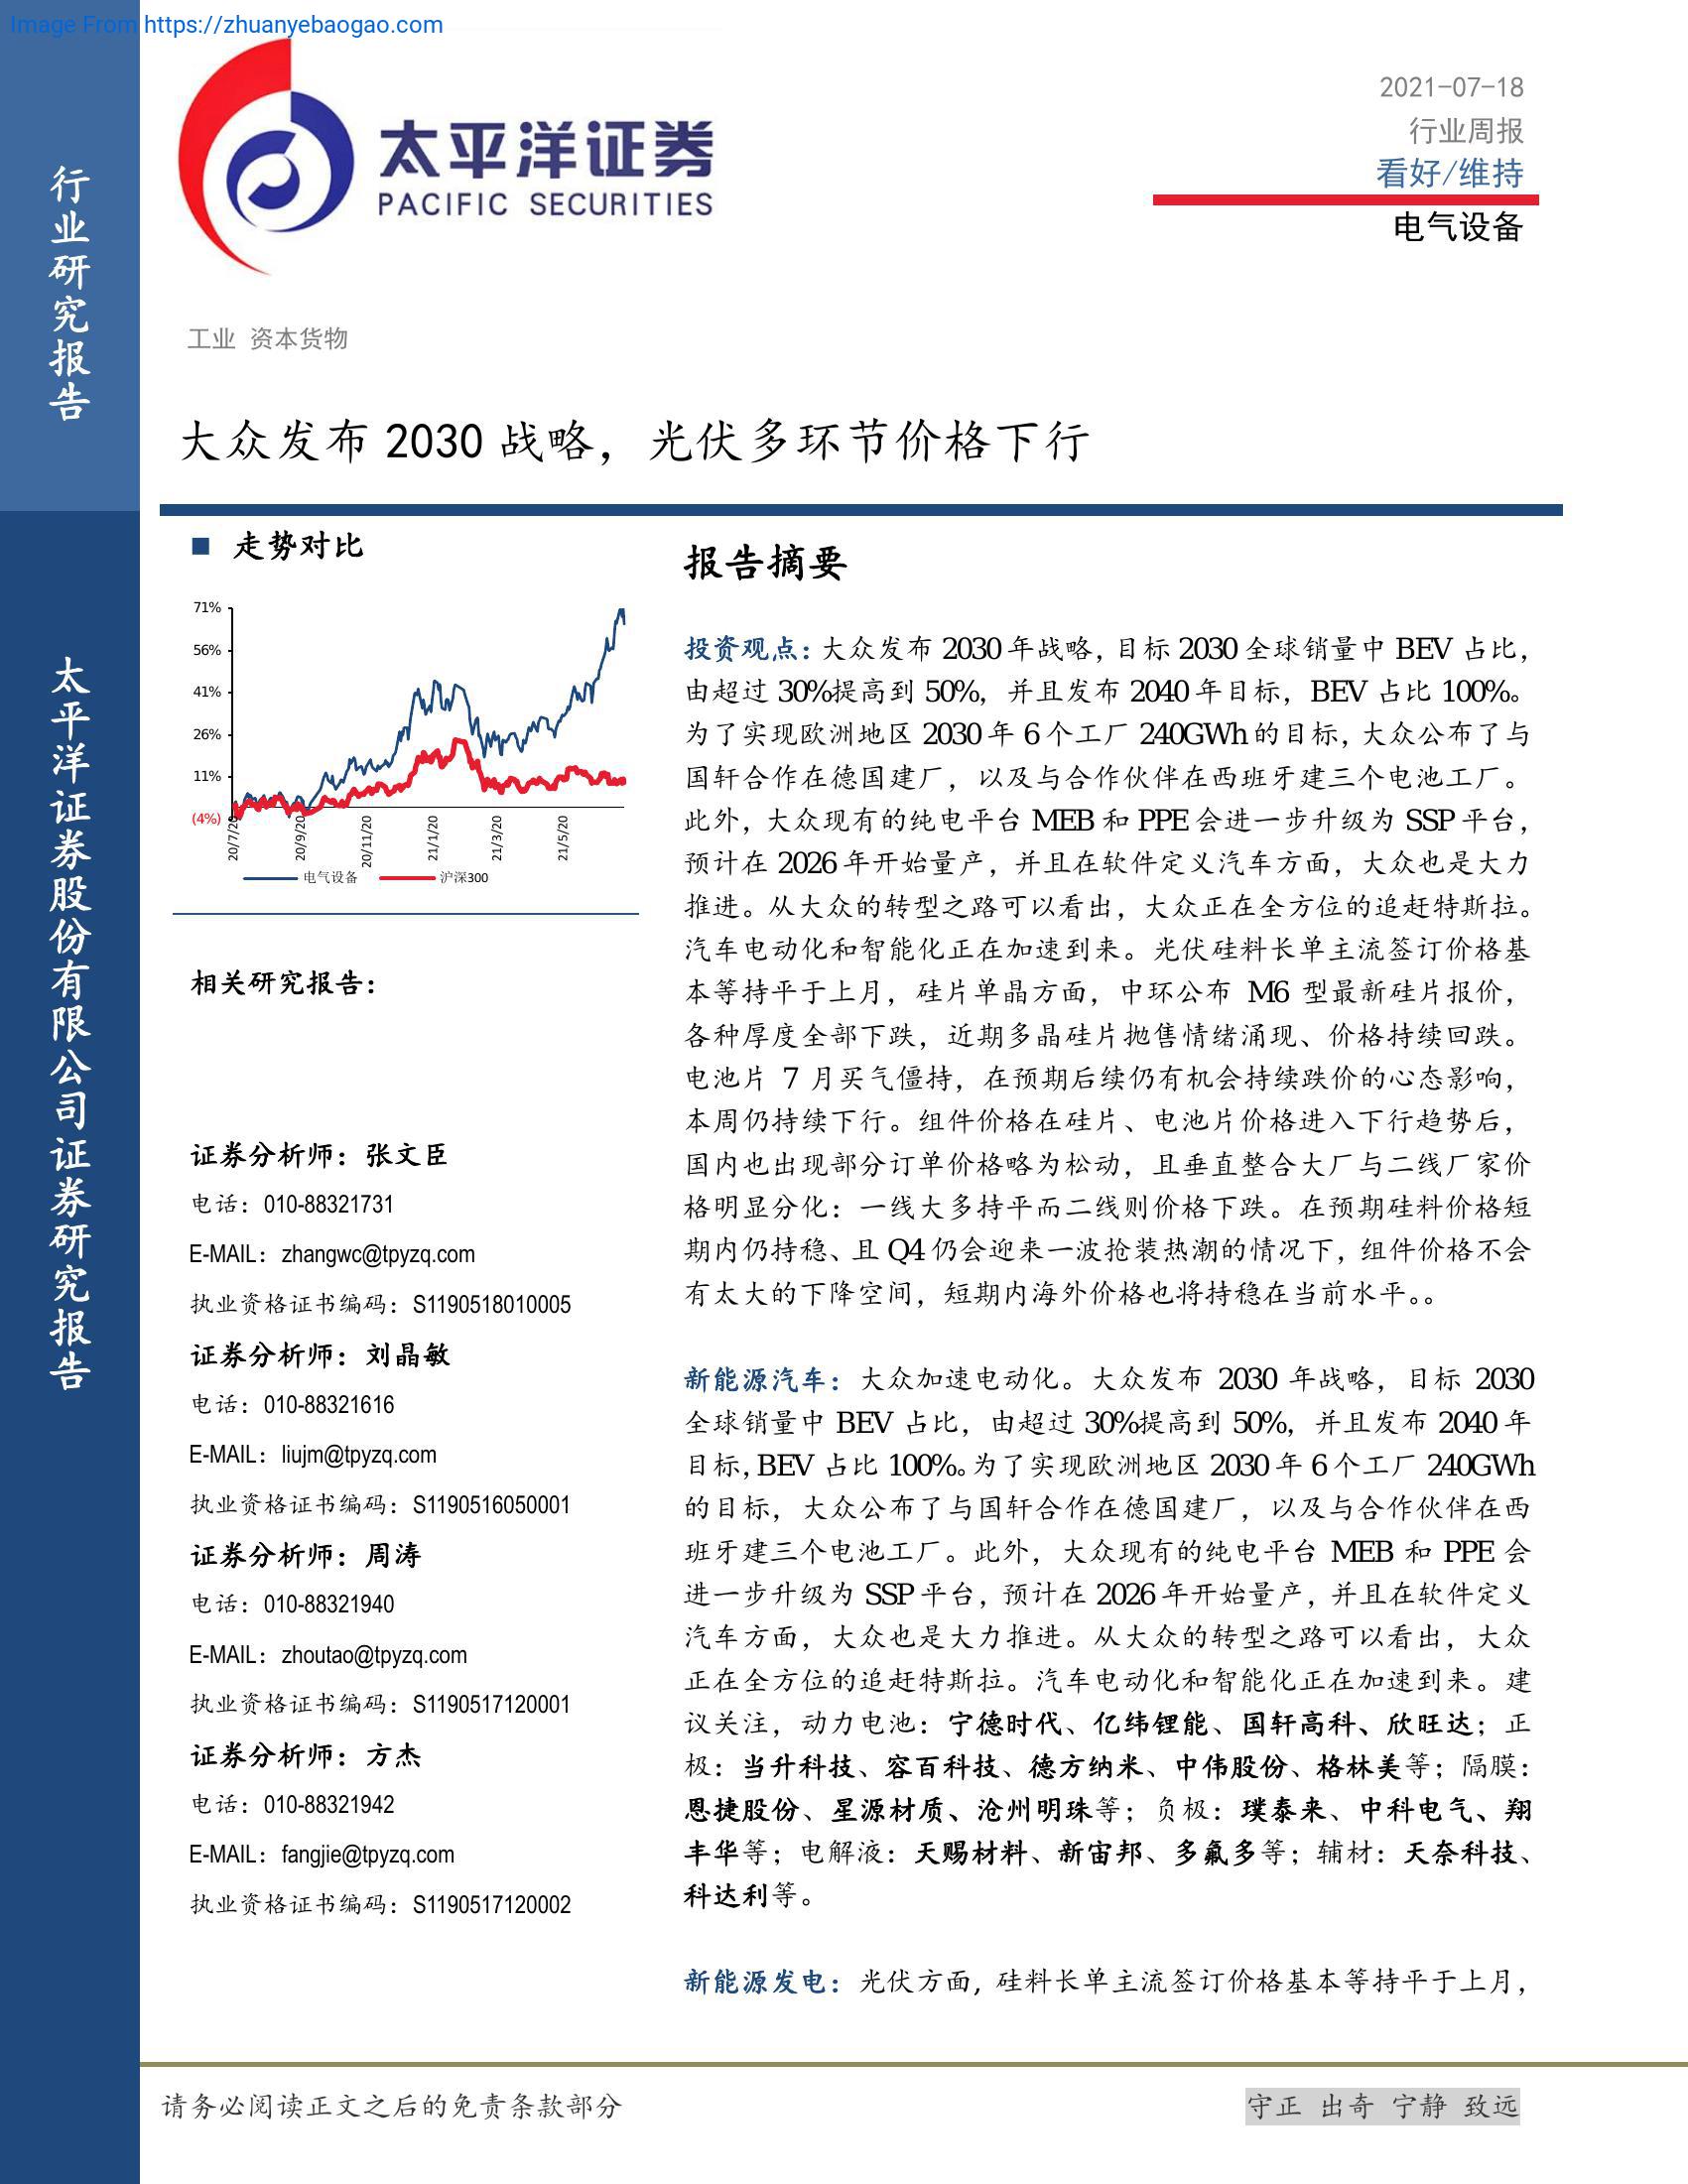 Image From https://zhuanyebaogao.com
行业研究报告
太平洋证券股份有限公司证券研究报告
太平洋证券
PACIFIC SECURITIES
2021-07-18
行业周报
看好/维持
电气设备
工业 资本货物
大众发布 2030 战略，光伏多环节价格下行
■ 走势对比
71%
56%
41%
26%
11%
(4%)
20/7/20
20/9/20
20/11/20
21/1/20
21/3/20
21/5/20
电气设备
沪深300
相关研究报告：
证券分析师：张文臣
电话：010-88321731
E-MAIL：zhangwc@tpyzq.com
执业资格证书编码：S1190518010005
证券分析师：刘晶敏
电话：010-88321616
E-MAIL：liujm@tpyzq.com
执业资格证书编码：S1190516050001
证券分析师：周涛
电话：010-88321940
E-MAIL：zhoutao@tpyzq.com
执业资格证书编码：S1190517120001
证券分析师：方杰
电话：010-88321942
E-MAIL：fangjie@tpyzq.com
执业资格证书编码：S1190517120002
报告摘要
投资观点：大众发布 2030 年战略，目标 2030 全球销量中 BEV 占比，
由超过 30%提高到 50%，并且发布 2040 年目标，BEV 占比 100%。
为了实现欧洲地区 2030 年 6 个工厂 240GWh 的目标，大众公布了与
国轩合作在德国建厂，以及与合作伙伴在西班牙建三个电池工厂。
此外，大众现有的纯电平台 MEB 和 PPE 会进一步升级为 SSP 平台，
预计在 2026 年开始量产，并且在软件定义汽车方面，大众也是大力
推进。从大众的转型之路可以看出，大众正在全方位的追赶特斯拉。
汽车电动化和智能化正在加速到来。光伏硅料长单主流签订价格基
本等持平于上月，硅片单晶方面，中环公布 M6 型最新硅片报价，
各种厚度全部下跌，近期多晶硅片抛售情绪涌现、价格持续回跌。
电池片 7 月买气僵持，在预期后续仍有机会持续跌价的心态影响，
本周仍持续下行。组件价格在硅片、电池片价格进入下行趋势后，
国内也出现部分订单价格略为松动，且垂直整合大厂与二线厂家价
格明显分化：一线大多持平而二线则价格下跌。在预期硅料价格短
期内仍持稳、且 Q4 仍会迎来一波抢装热潮的情况下，组件价格不会
有太大的下降空间，短期内海外价格也将持稳在当前水平。。
新能源汽车：大众加速电动化。大众发布 2030 年战略，目标 2030
全球销量中 BEV 占比，由超过 30%提高到 50%，并且发布 2040 年
目标，BEV 占比 100%。为了实现欧洲地区 2030 年 6 个工厂 240GWh
的目标，大众公布了与国轩合作在德国建厂，以及与合作伙伴在西
班牙建三个电池工厂。此外，大众现有的纯电平台 MEB 和 PPE 会
进一步升级为 SSP 平台，预计在 2026 年开始量产，并且在软件定义
汽车方面，大众也是大力推进。从大众的转型之路可以看出，大众
正在全方位的追赶特斯拉。汽车电动化和智能化正在加速到来。建
议关注，动力电池：宁德时代、亿纬锂能、国轩高科、欣旺达；正
极：当升科技、容百科技、德方纳米、中伟股份、格林美等；隔膜：
恩捷股份、星源材质、沧州明珠等；负极：璞泰来、中科电气、翔
丰华等；电解液：天赐材料、新宙邦、多氟多等；辅材：天奈科技、
科达利等。
新能源发电：光伏方面，硅料长单主流签订价格基本等持平于上月，
请务必阅读正文之后的免责条款部分
守正 出奇 宁静 致远